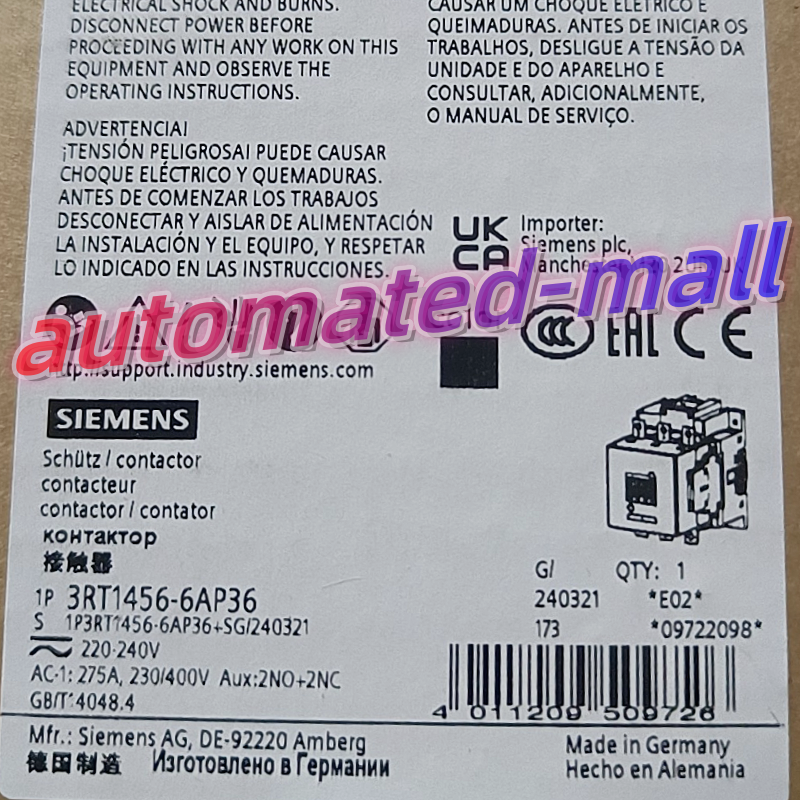 ELECTRICAL SHOCK AND BURNS.
DISCONNECT POWER BEFORE
PROCEEDING WITH ANY WORK ON THIS
EQUIPMENT AND OBSERVE THE
OPERATING INSTRUCTIONS.
CAUSAR UM CHOQUE ELÉTRICO E
QUEIMADURAS. ANTES DE INICIAR OS
TRABALHOS, DESLIGUE A TENSÃO DA
UNIDADE E DO APARELHO E
CONSULTAR, ADICIONALMENTE,
O MANUAL DE SERVIÇO.
ADVERTENCIA!
¡TENSIÓN PELIGROSA! PUEDE CAUSAR
CHOQUE ELÉCTRICO Y QUEMADURAS.
ANTES DE COMENZAR LOS TRABAJOS
DESCONECTAR Y AISLAR DE ALIMENTACIÓN
LA INSTALACIÓN Y EL EQUIPO, Y RESPETAR
LO INDICADO EN LAS INSTRUCCIONES.
UK
CA
Importer:
Siemens plc,
automated-mall
CCC EAC CE
http://support.industry.siemens.com
SIEMENS
Schütz / contactor
contacteur
contactor / contator
контактор
接触器
G/ QTY: 1
1P 3RT1456-6AP36
240321 *E02*
S 1P3RT1456-6AP36+SG/240321
173 *09722098*
220-240V
AC-1: 275A, 230/400V Aux:2NO+2NC
GB/T14048.4
4 011209 509726
Mfr.: Siemens AG, DE-92220 Amberg
德国制造 Изготовлено в Германии
Made in Germany
Hecho en Alemania